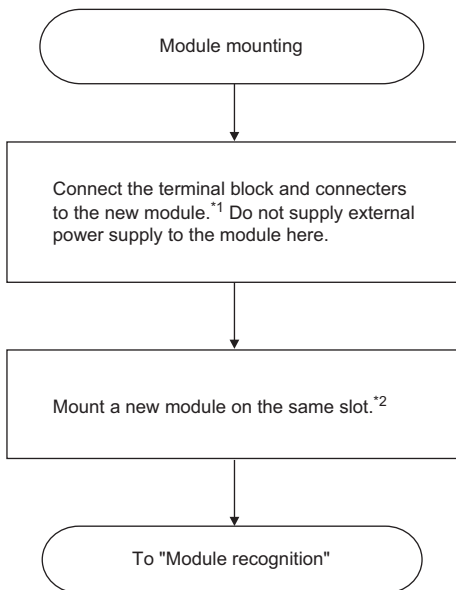 Module mounting
Connect the terminal block and connecters
to the new module.*1 Do not supply external
power supply to the module here.
Mount a new module on the same slot.*2
To "Module recognition"